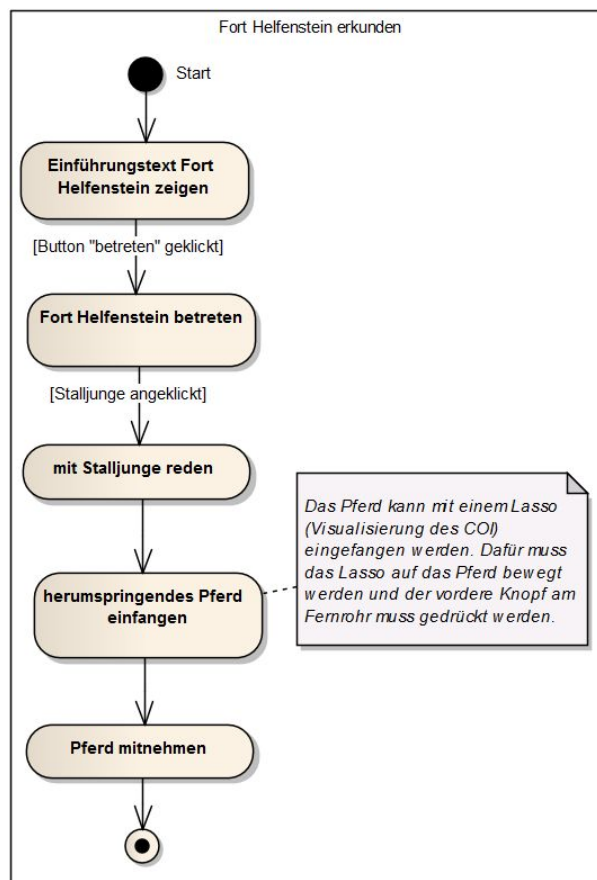 Fort Helfenstein erkunden
Start
Einführungstext Fort
Helfenstein zeigen
[Button "betreten" geklickt]
Fort Helfenstein betreten
[Stalljunge angeklickt]
mit Stalljunge reden
Das Pferd kann mit einem Lasso
(Visualisierung des COI)
eingefangen werden. Dafür muss
das Lasso auf das Pferd bewegt
werden und der vordere Knopf am
Fernrohr muss gedrückt werden.
herumspringendes Pferd
einfangen
Pferd mitnehmen